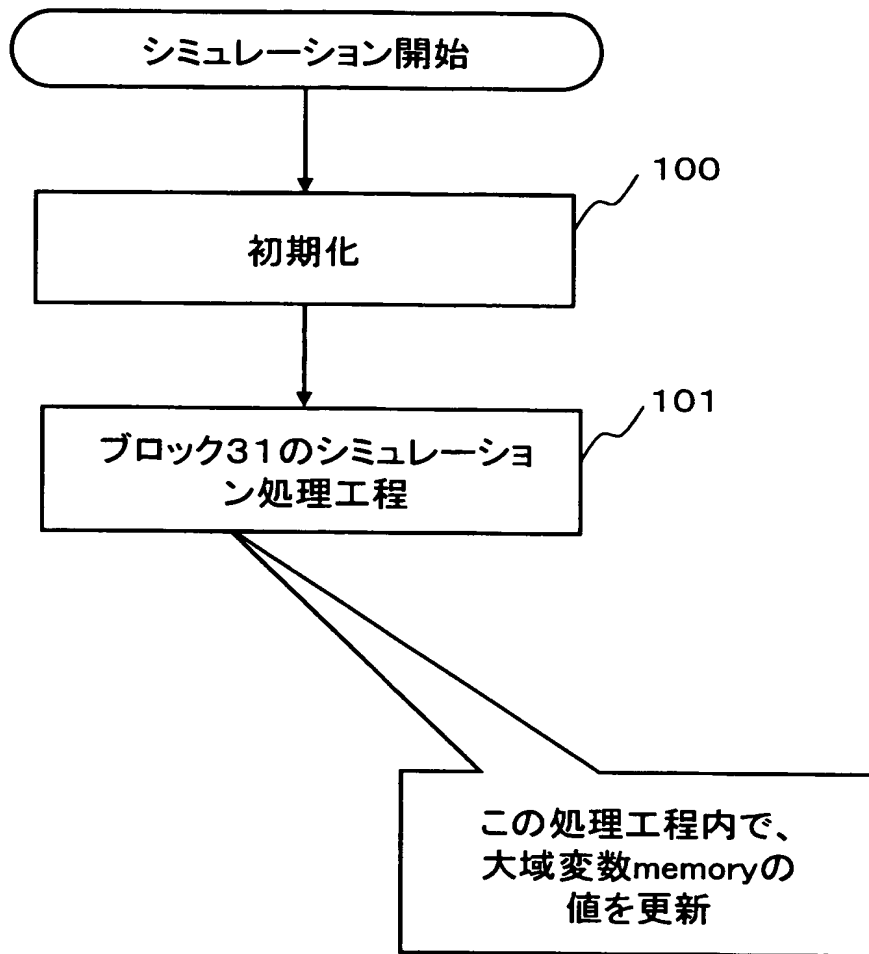 シミュレーション開始
100
初期化
101
ブロック31のシミュレーショ
ン処理工程
この処理工程内で、
大域変数memoryの
値を更新